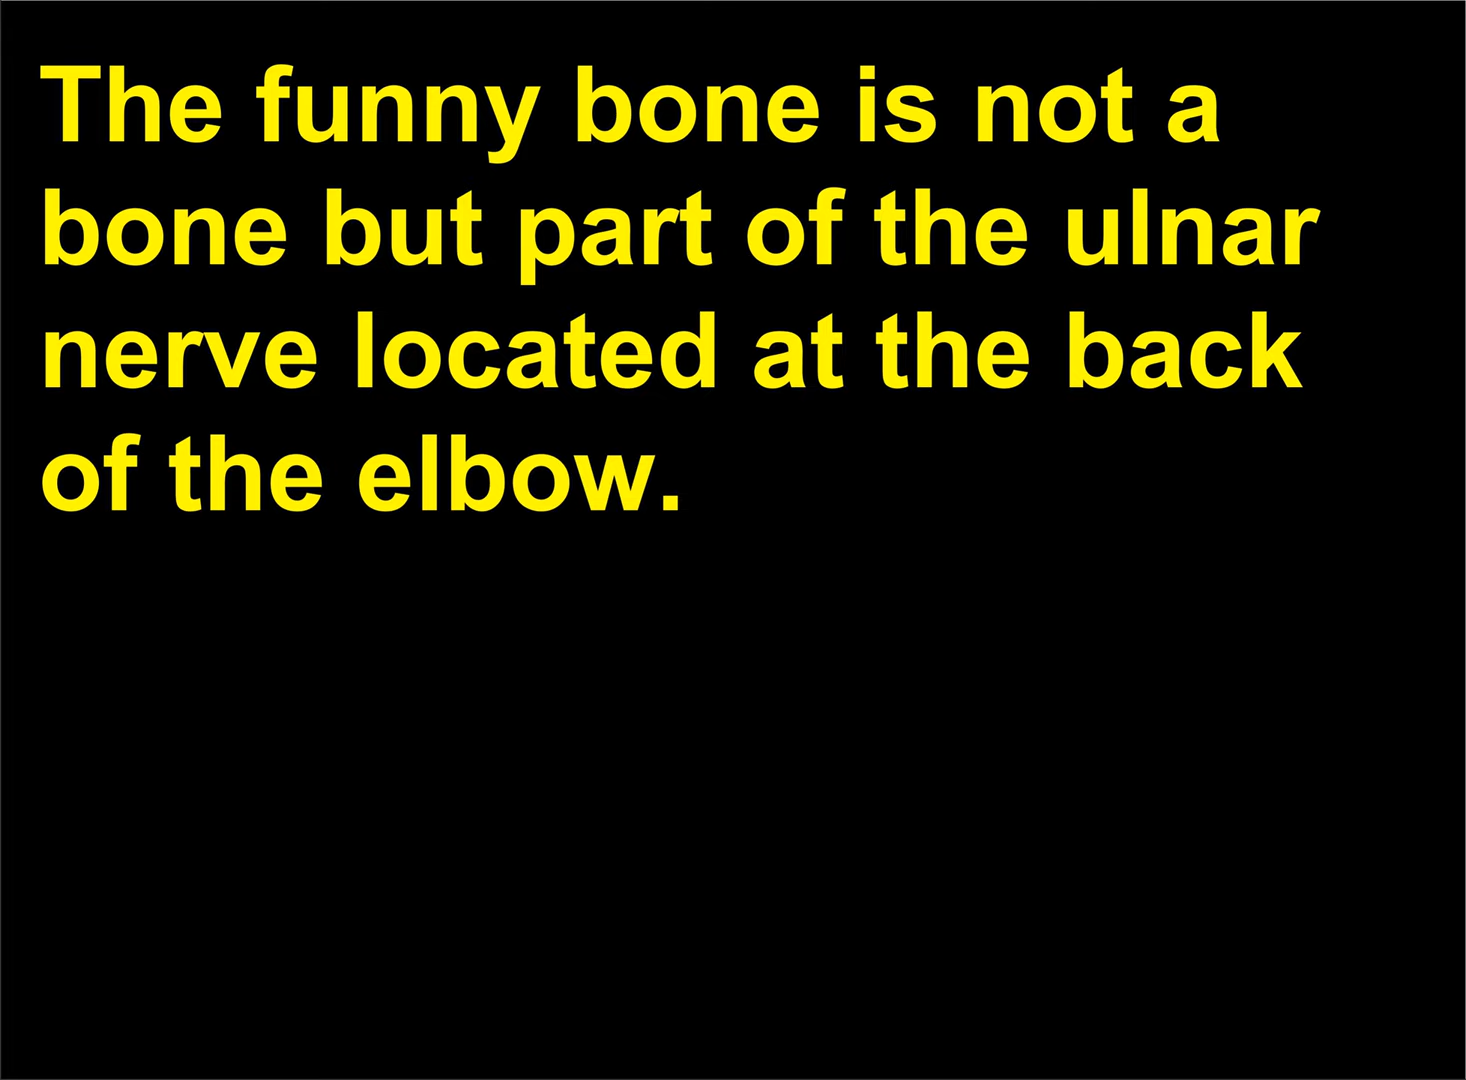 The funny bone is not a
bone but part of the ulnar
nerve located at the back
of the elbow.